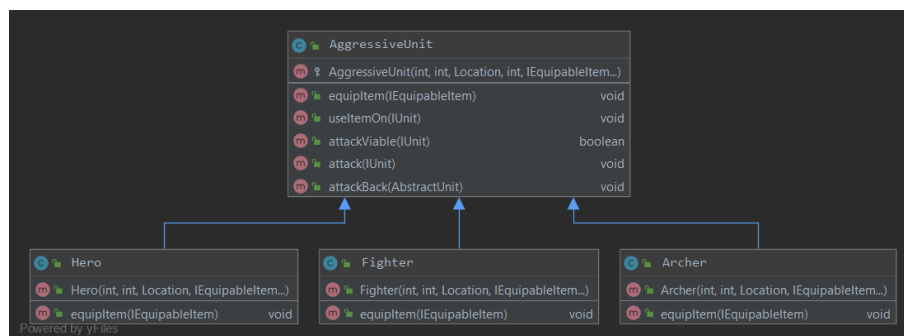 AggressiveUnit
AggressiveUnit(int, int, Location, int, IEquipableItem...)
equipItem(IEquipableItem) void
useItemOn(IUnit) void
attackViable(IUnit) boolean
attack(IUnit) void
attackBack(AbstractUnit) void
Hero
Hero(int, int, Location, IEquipableItem...)
equipItem(IEquipableItem) void
Fighter
Fighter(int, int, Location, IEquipableItem...)
equipItem(IEquipableItem) void
Archer
Archer(int, int, Location, IEquipableItem...)
equipItem(IEquipableItem) void
Powered by yFiles